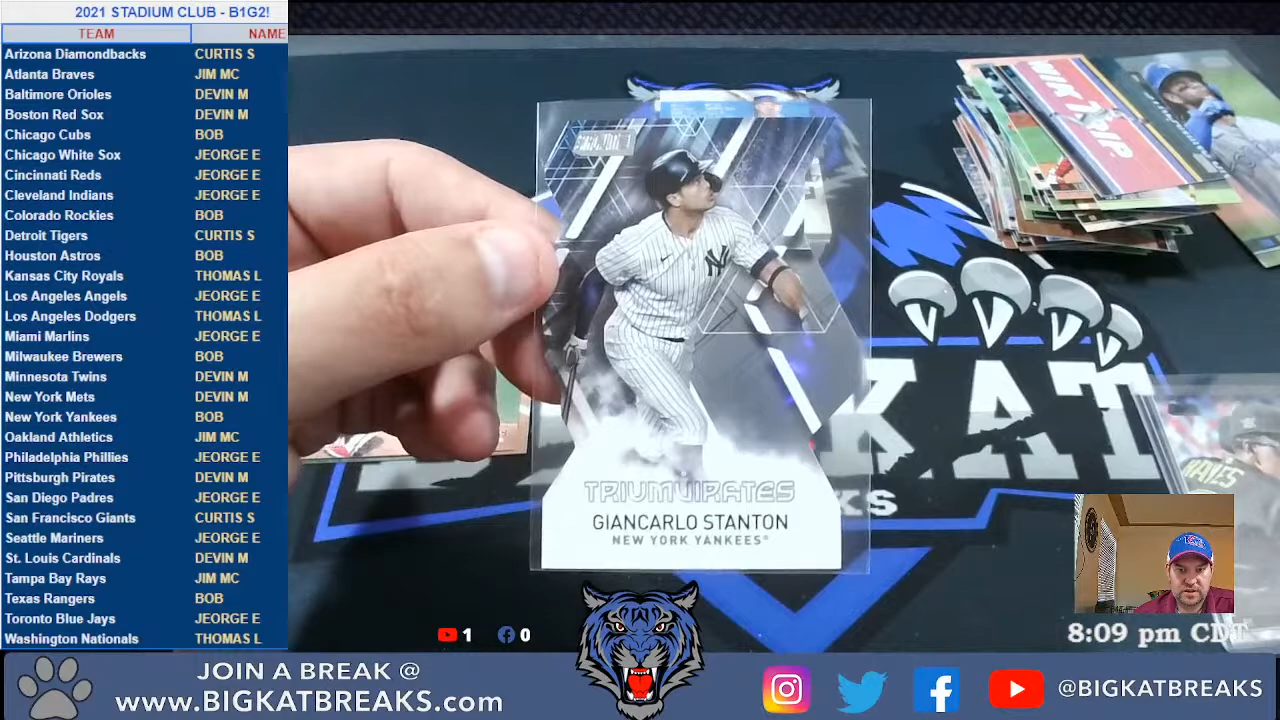 2021 STADIUM CLUB - B1G2!
TEAM NAME
Arizona Diamondbacks CURTIS S
Atlanta Braves JIM MC
Baltimore Orioles DEVIN M
Boston Red Sox DEVIN M
Chicago Cubs BOB
Chicago White Sox JEORGE E
Cincinnati Reds JEORGE E
Cleveland Indians JEORGE E
Colorado Rockies BOB
Detroit Tigers CURTIS S
Houston Astros BOB
Kansas City Royals THOMAS L
Los Angeles Angels JEORGE E
Los Angeles Dodgers THOMAS L
Miami Marlins JEORGE E
Milwaukee Brewers BOB
Minnesota Twins DEVIN M
New York Mets DEVIN M
New York Yankees BOB
Oakland Athletics JIM MC
Philadelphia Phillies JEORGE E
Pittsburgh Pirates DEVIN M
San Diego Padres JEORGE E
San Francisco Giants CURTIS S
Seattle Mariners JEORGE E
St. Louis Cardinals DEVIN M
Tampa Bay Rays JIM MC
Texas Rangers BOB
Toronto Blue Jays JEORGE E
Washington Nationals THOMAS L
NY
TRIUMVIRATES
GIANCARLO STANTON
NEW YORK YANKEES®
KAT
KS
HAYES
1 0
8:09 pm CDT
JOIN A BREAK @
www.BIGKATBREAKS.com
@BIGKATBREAKS